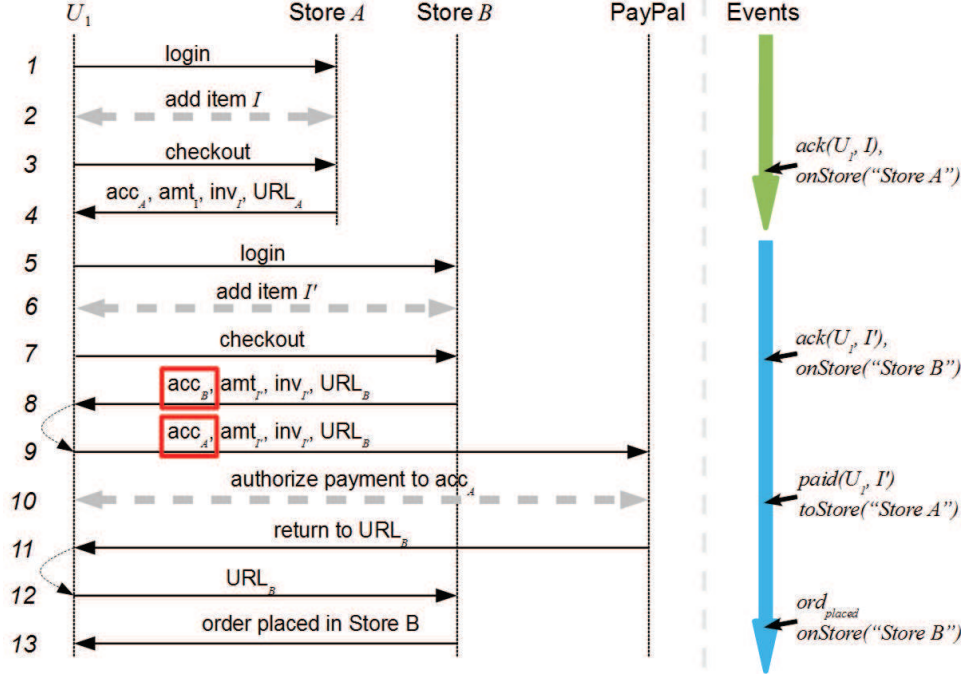 U1 Store A Store B PayPal Events
1 login
2 add item I
3 checkout
ack(U1, I),
onStore("Store A")
4 accA, amtI, invI, URLA
5 login
6 add item I'
7 checkout
ack(U1, I'),
onStore("Store B")
8 accB, amtI', invI', URLB
9 accA, amtI', invI', URLB
10 authorize payment to accA
paid(U1, I')
toStore("Store A")
11 return to URLB
12 URLB
ordplaced
onStore("Store B")
13 order placed in Store B